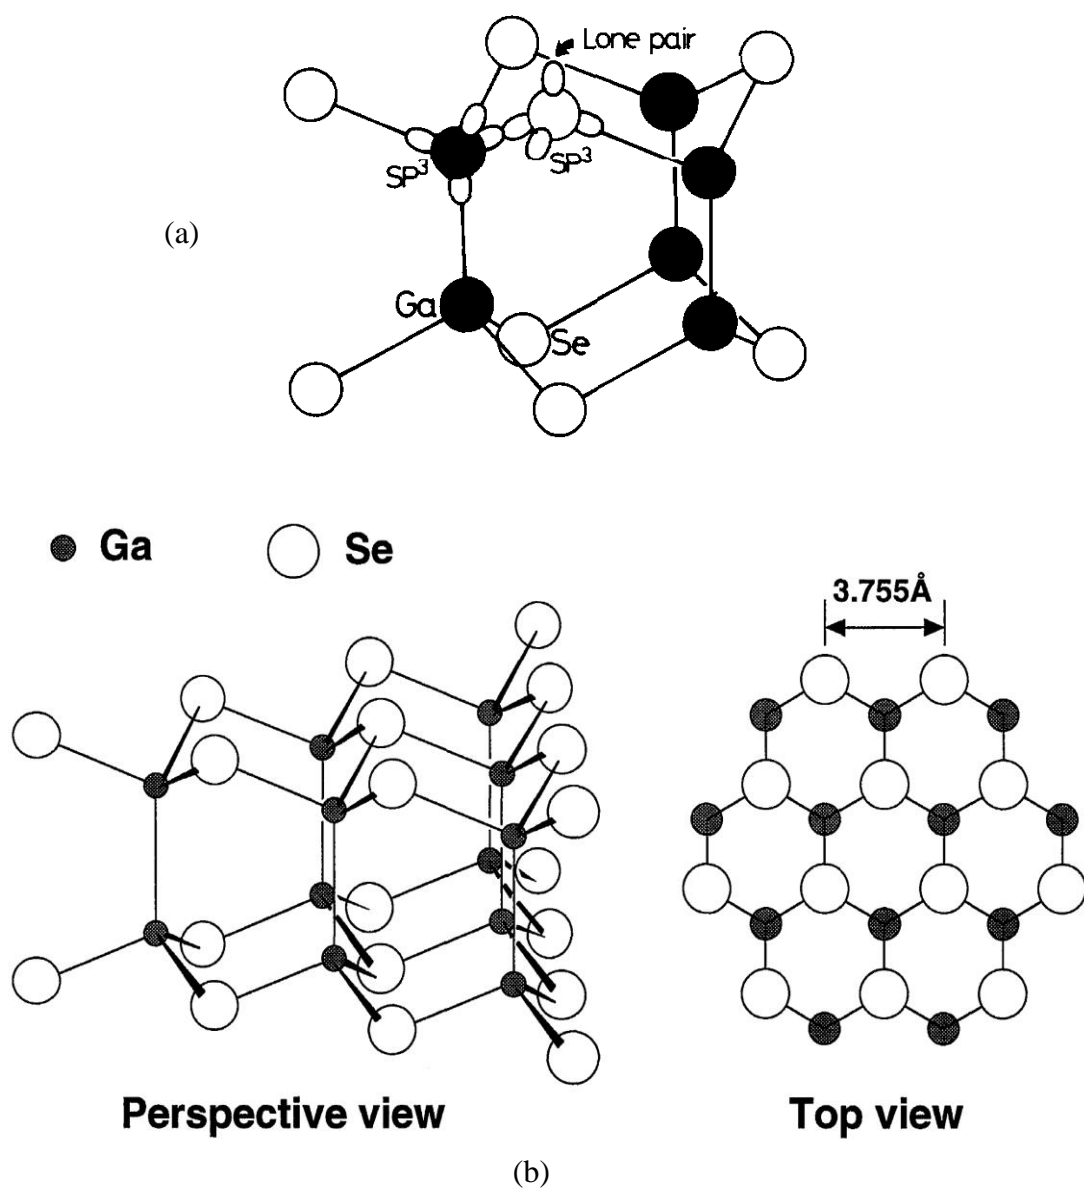 Lone pair
SP³
SP³
(a)
Ga
Se
Ga
Se
3.755Å
Perspective view
Top view
(b)